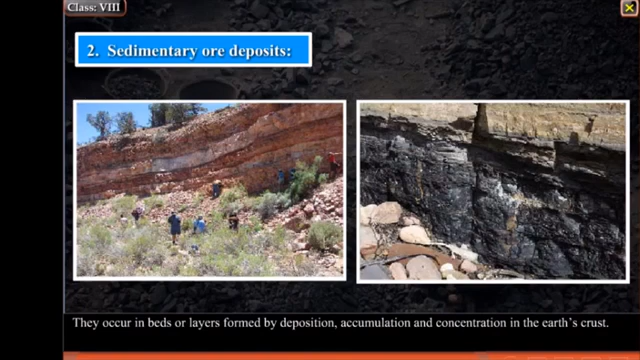 Class: VIII
2. Sedimentary ore deposits:
They occur in beds or layers formed by deposition, accumulation and concentration in the earth's crust.